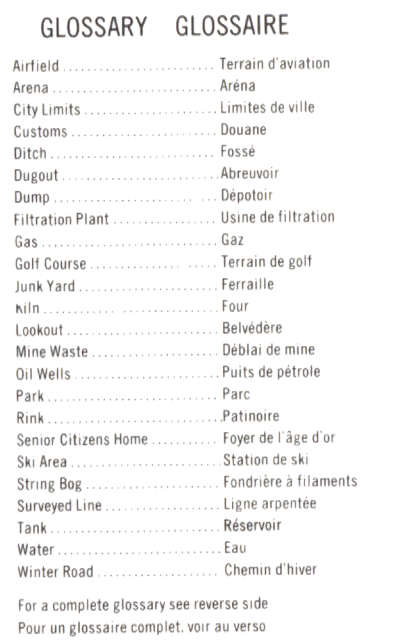 GLOSSARY GLOSSAIRE
Airfield .................... Terrain d'aviation
Arena ...................... Aréna
City Limits .................. Limites de ville
Customs .................... Douane
Ditch ....................... Fossé
Dugout ..................... Abreuvoir
Dump .................. ... Dépotoir
Filtration Plant .............. Usine de filtration
Gas ........................ Gaz
Golf Course ........... ..... Terrain de golf
Junk Yard ................... Ferraille
Kiln .......... ............. Four
Lookout .................... Belvédère
Mine Waste ................. Déblai de mine
Oil Wells .................... Puits de pétrole
Park ....................... Parc
Rink ........................ Patinoire
Senior Citizens Home ......... Foyer de l'âge d'or
Ski Area .................... Station de ski
String Bog .................. Fondrière à filaments
Surveyed Line ............... Ligne arpentée
Tank ....................... Réservoir
Water ...................... Eau
Winter Road ................ Chemin d'hiver
For a complete glossary see reverse side
Pour un glossaire complet. voir au verso